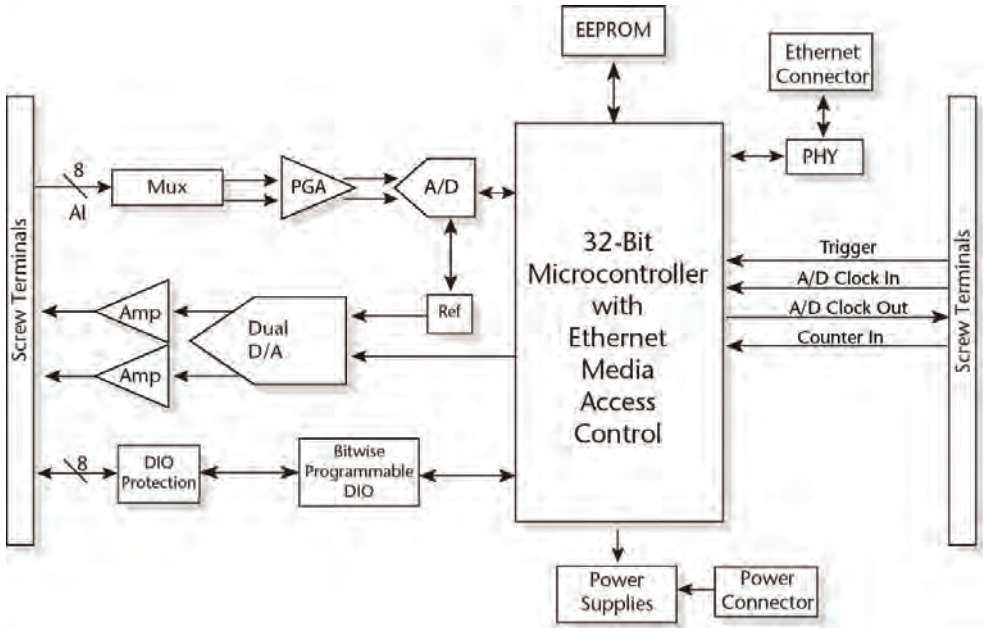 EEPROM
Ethernet
Connector
PHY
Screw Terminals
8
AI
Mux
PGA
A/D
Ref
Amp
Amp
Dual
D/A
32-Bit
Microcontroller
with
Ethernet
Media
Access
Control
Trigger
A/D Clock In
A/D Clock Out
Counter In
Screw Terminals
8
DIO
Protection
Bitwise
Programmable
DIO
Power
Supplies
Power
Connector